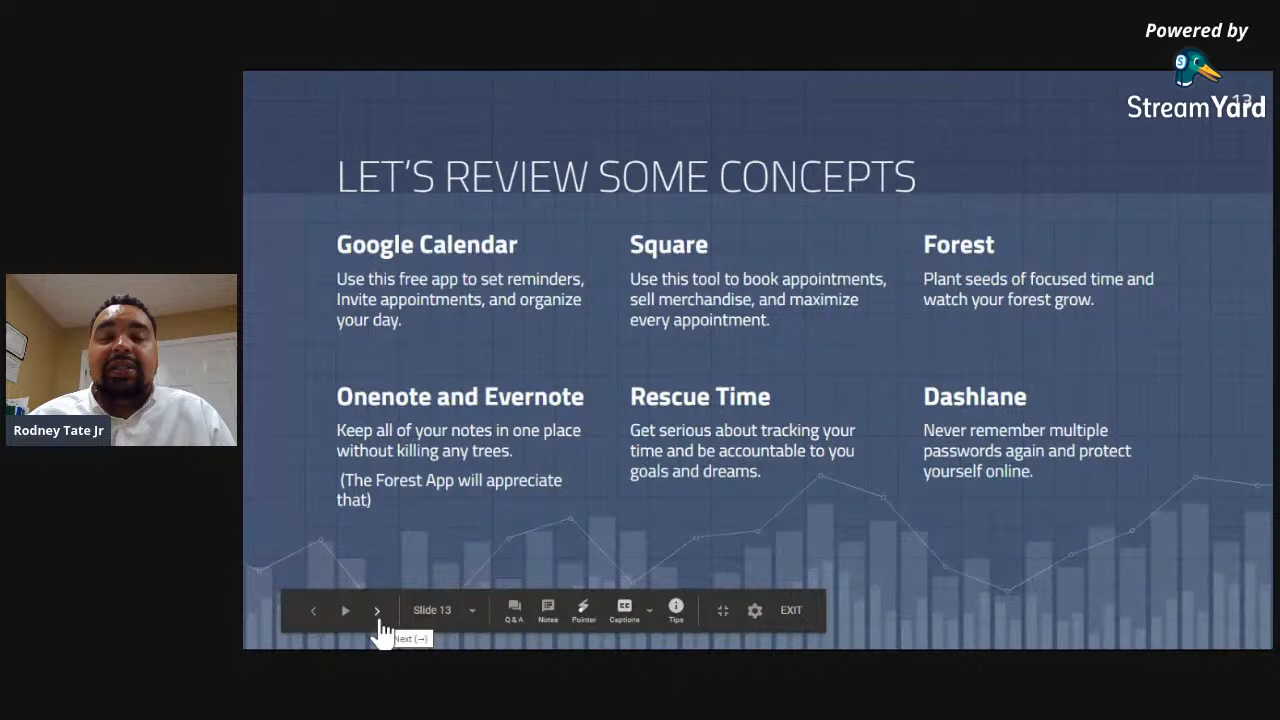 Powered by
StreamYard
13
LET'S REVIEW SOME CONCEPTS
Google Calendar
Use this free app to set reminders,
Invite appointments, and organize
your day.
Square
Use this tool to book appointments,
sell merchandise, and maximize
every appointment.
Forest
Plant seeds of focused time and
watch your forest grow.
Onenote and Evernote
Keep all of your notes in one place
without killing any trees.
(The Forest App will appreciate
that)
Rescue Time
Get serious about tracking your
time and be accountable to you
goals and dreams.
Dashlane
Never remember multiple
passwords again and protect
yourself online.
Rodney Tate Jr
Slide 13
Q & A
Notes
Pointer
CC
Captions
Tips
EXIT
Next (→)